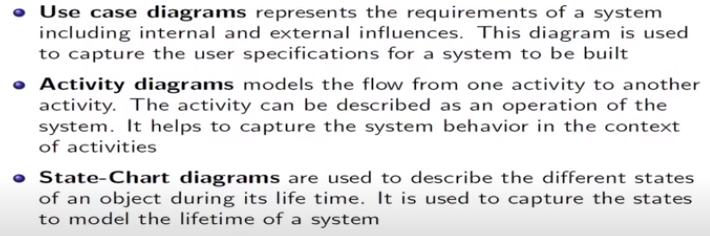 Use case diagrams represents the requirements of a system
including internal and external influences. This diagram is used
to capture the user specifications for a system to be built
Activity diagrams models the flow from one activity to another
activity. The activity can be described as an operation of the
system. It helps to capture the system behavior in the context
of activities
State-Chart diagrams are used to describe the different states
of an object during its life time. It is used to capture the states
to model the lifetime of a system